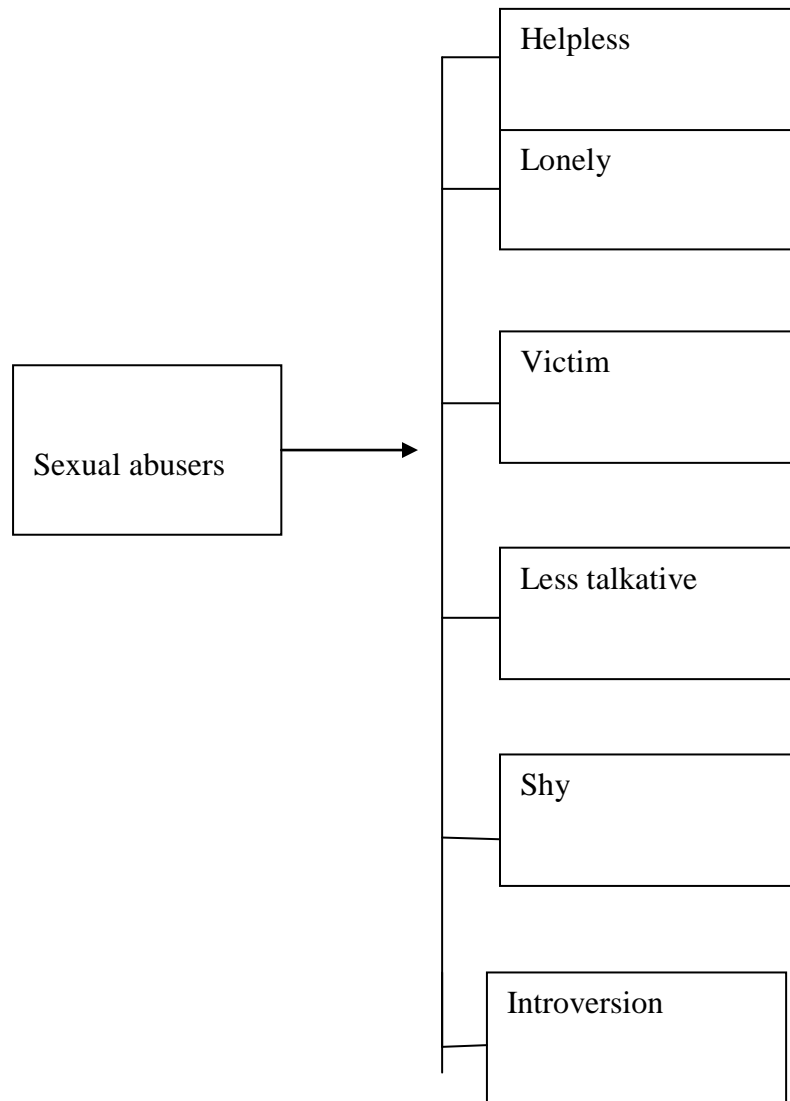 Helpless
Lonely
Victim
Sexual abusers
Less talkative
Shy
Introversion